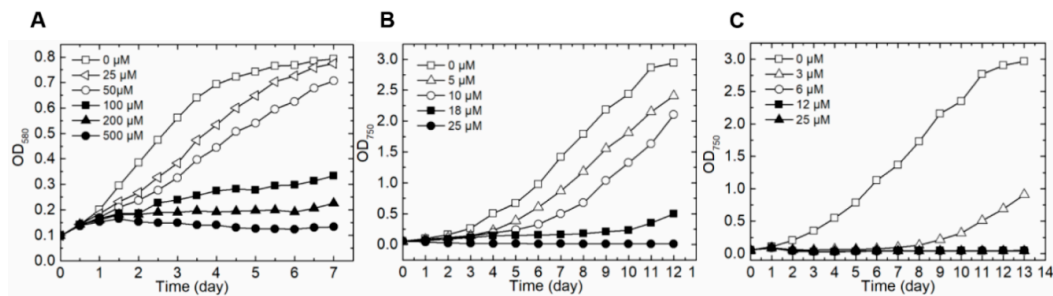 A
0 µM
25 µM
50µM
100 µM
200 µM
500 µM
OD580
0.8
0.7
0.6
0.5
0.4
0.3
0.2
0.1
0.0
0 1 2 3 4 5 6 7
Time (day)
B
0 µM
5 µM
10 µM
18 µM
25 µM
OD750
3.0
2.5
2.0
1.5
1.0
0.5
0.0
0 1 2 3 4 5 6 7 8 9 10 11 12 1
Time (day)
C
0 µM
3 µM
6 µM
12 µM
25 µM
OD750
3.0
2.5
2.0
1.5
1.0
0.5
0.0
0 1 2 3 4 5 6 7 8 9 10 11 12 13 14
Time (day)